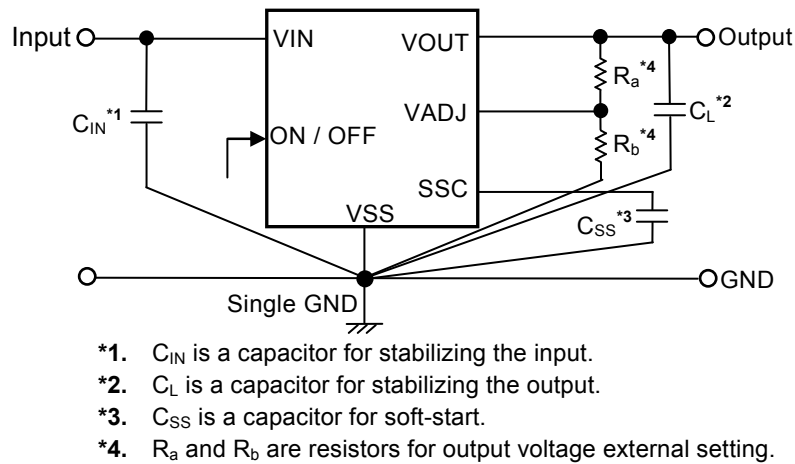 Input VIN VOUT Output
Ra*4
CIN*1 VADJ CL*2
ON / OFF Rb*4
SSC
VSS CSS*3
GND
Single GND
*1. CIN is a capacitor for stabilizing the input.
*2. CL is a capacitor for stabilizing the output.
*3. CSS is a capacitor for soft-start.
*4. Ra and Rb are resistors for output voltage external setting.